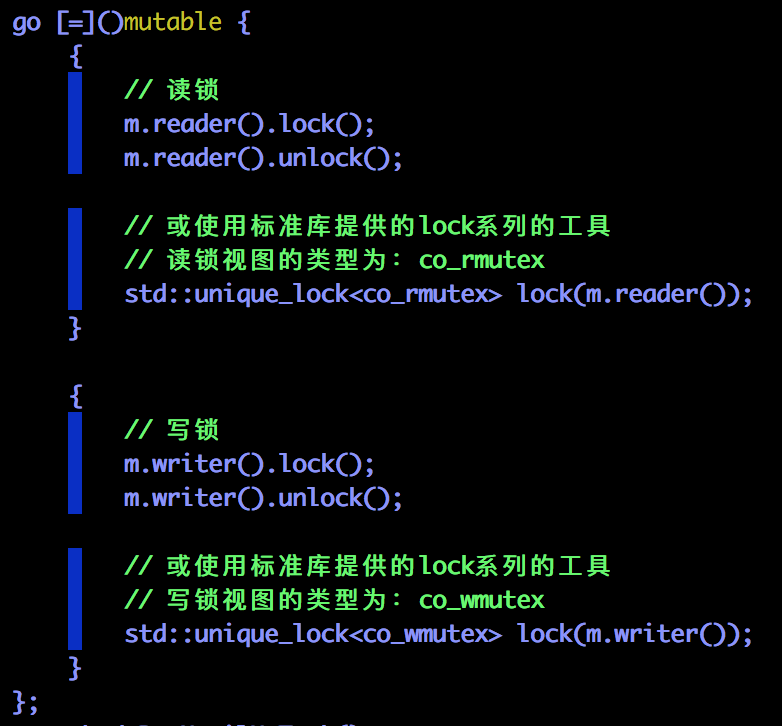 go [=]()mutable {
{
// 读锁
m.reader().lock();
m.reader().unlock();
// 或使用标准库提供的lock系列的工具
// 读锁视图的类型为: co_rmutex
std::unique_lock<co_rmutex> lock(m.reader());
}
{
// 写锁
m.writer().lock();
m.writer().unlock();
// 或使用标准库提供的lock系列的工具
// 写锁视图的类型为: co_wmutex
std::unique_lock<co_wmutex> lock(m.writer());
}
};